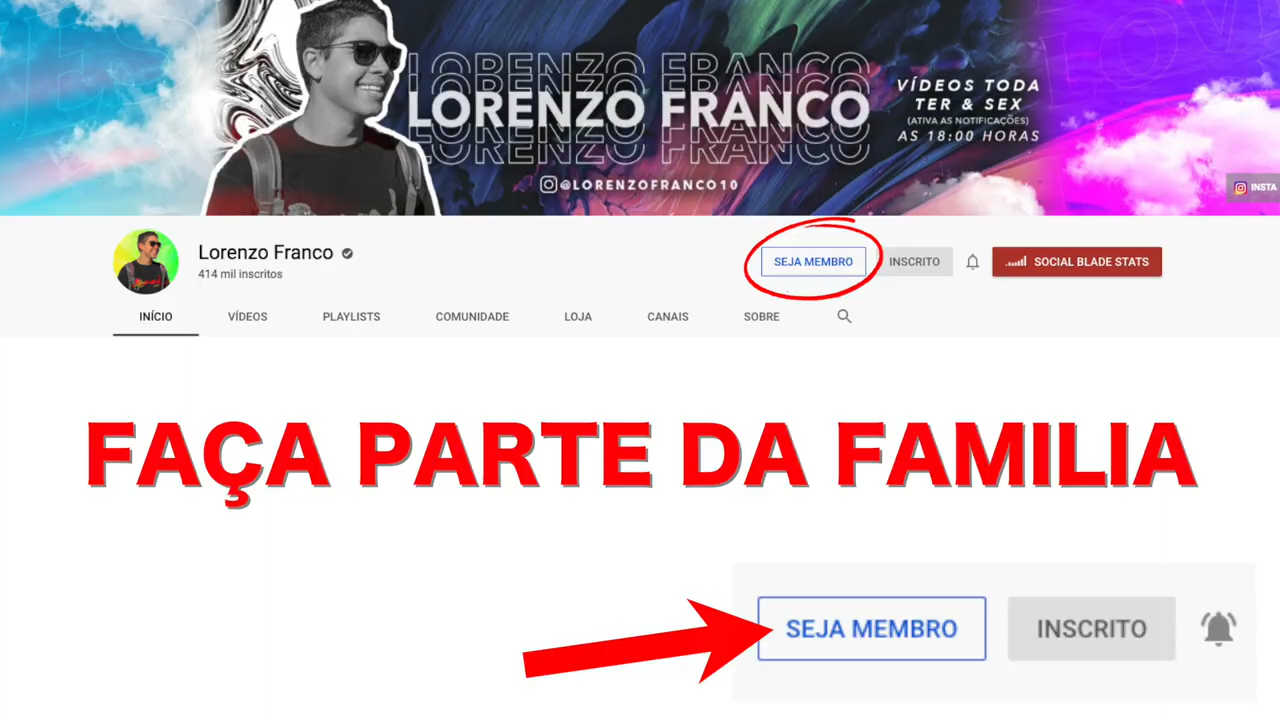 LORENZO FRANCO
LORENZO FRANCO
LORENZO FRANCO
VÍDEOS TODA
TER & SEX
(ATIVA AS NOTIFICAÇÕES)
AS 18:00 HORAS
@LORENZOFRANCO10
INSTA
Lorenzo Franco
414 mil inscritos
SEJA MEMBRO
INSCRITO
SOCIAL BLADE STATS
INÍCIO VÍDEOS PLAYLISTS COMUNIDADE LOJA CANAIS SOBRE
FAÇA PARTE DA FAMILIA
SEJA MEMBRO INSCRITO